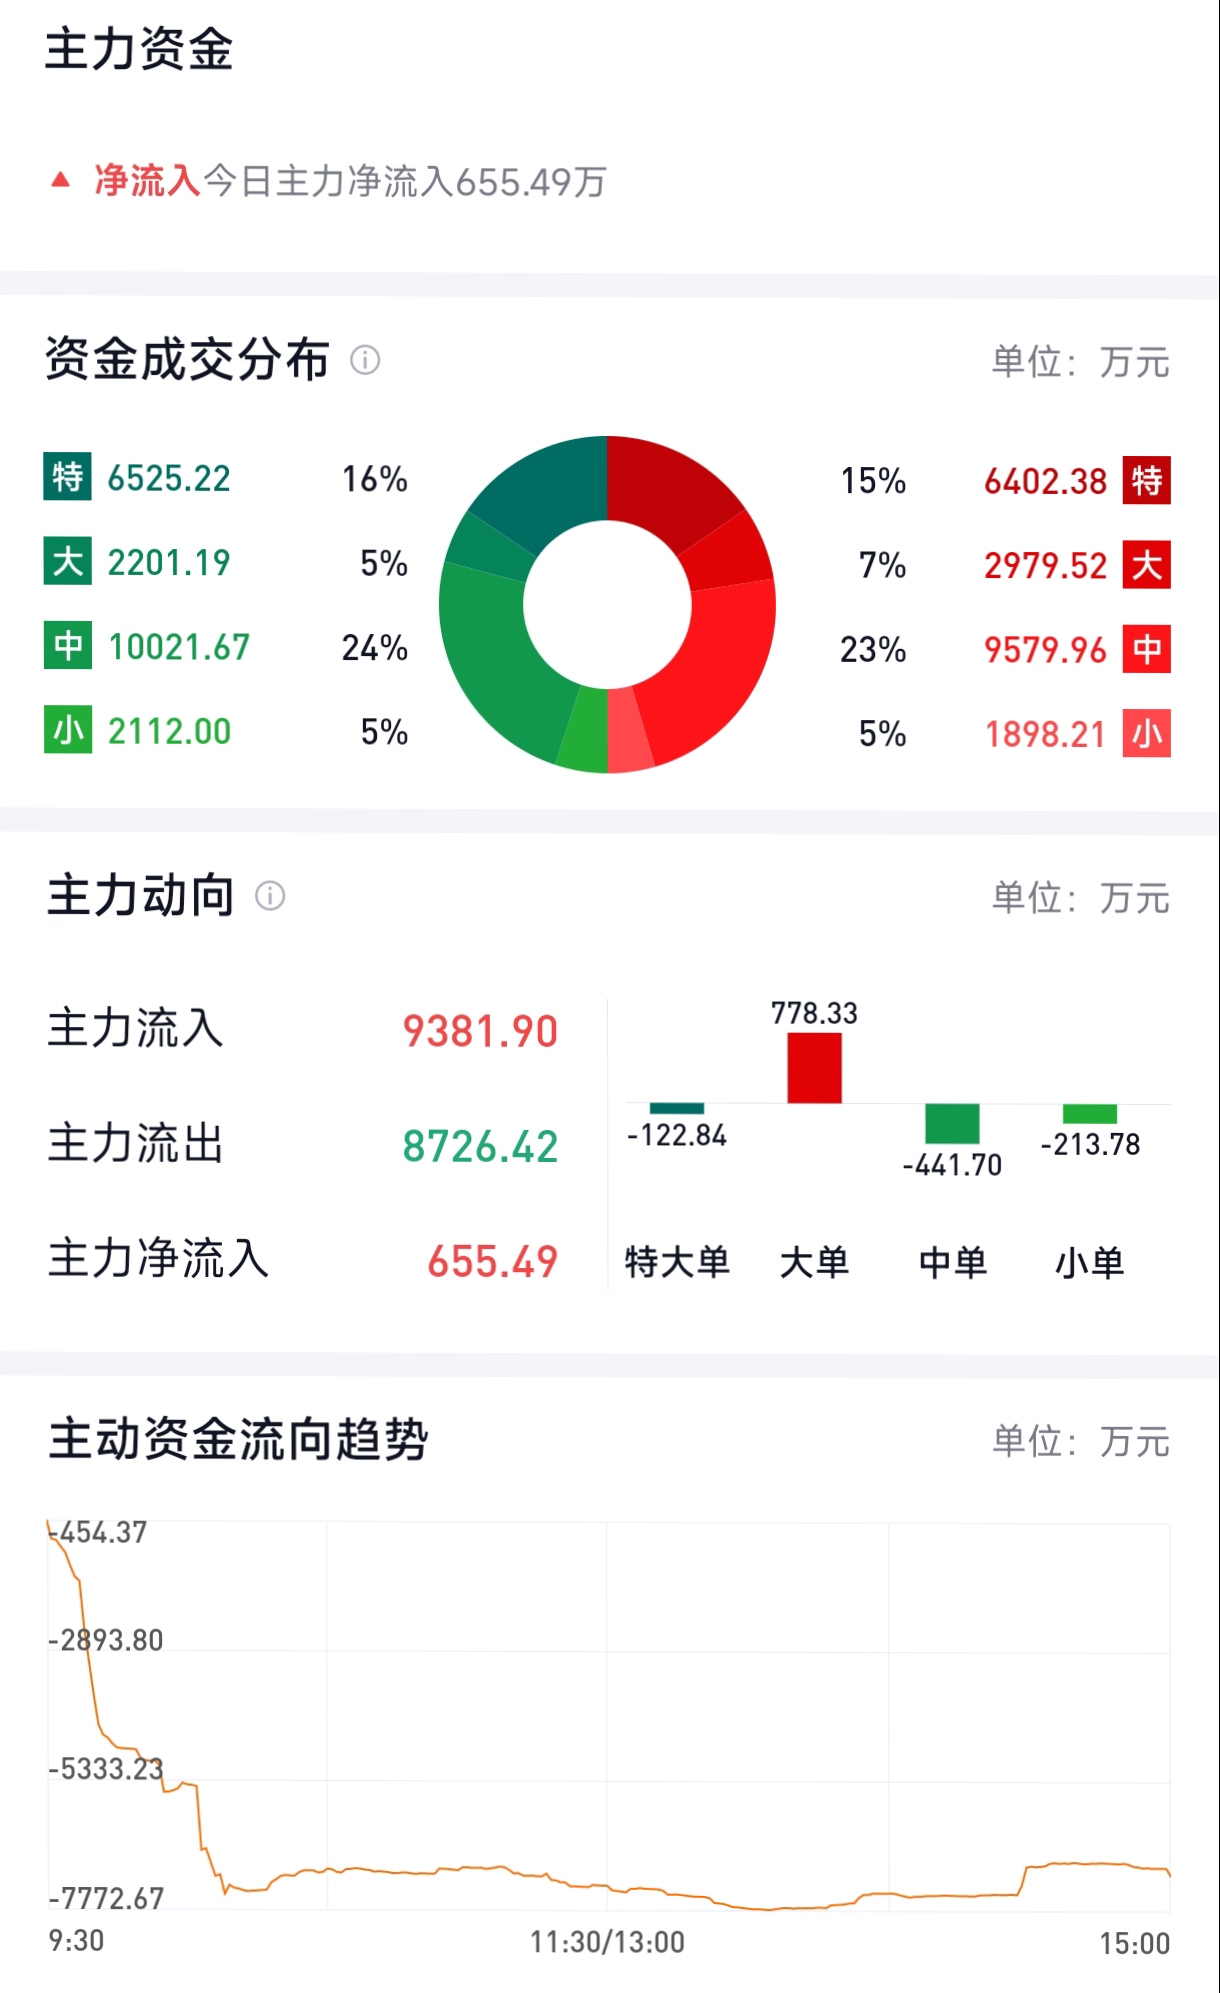 主力资金
净流入今日主力净流入655.49万
资金成交分布 单位：万元
特 6525.22 16% 15% 6402.38 特
大 2201.19 5% 7% 2979.52 大
中 10021.67 24% 23% 9579.96 中
小 2112.00 5% 5% 1898.21 小
主力动向 单位：万元
主力流入 9381.90
主力流出 8726.42
主力净流入 655.49
778.33
-122.84
-441.70
-213.78
特大单 大单 中单 小单
主动资金流向趋势 单位：万元
-454.37
-2893.80
-5333.23
-7772.67
9:30 11:30/13:00 15:00